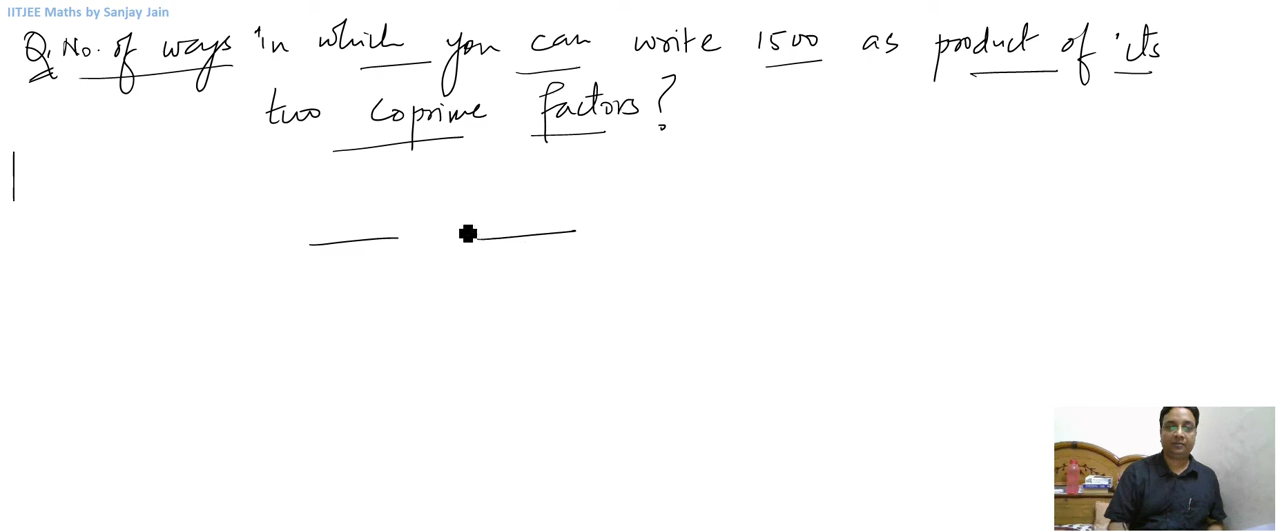 IITJEE Maths by Sanjay Jain
Q. No. of ways in which you can write 1500 as product of its
two coprime factors?